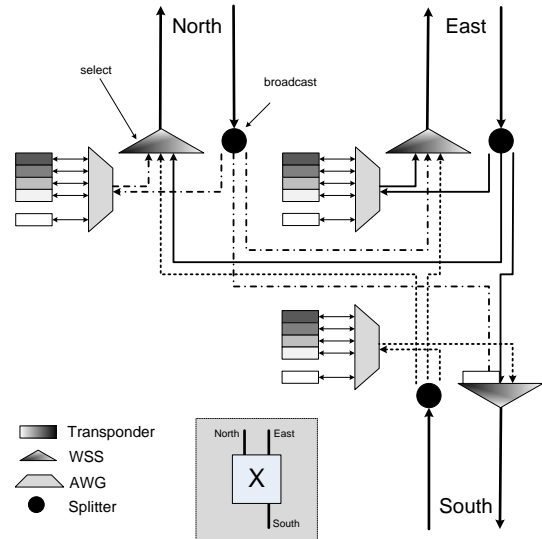 North
East
select
broadcast
South
Transponder
WSS
AWG
Splitter
North
East
X
South